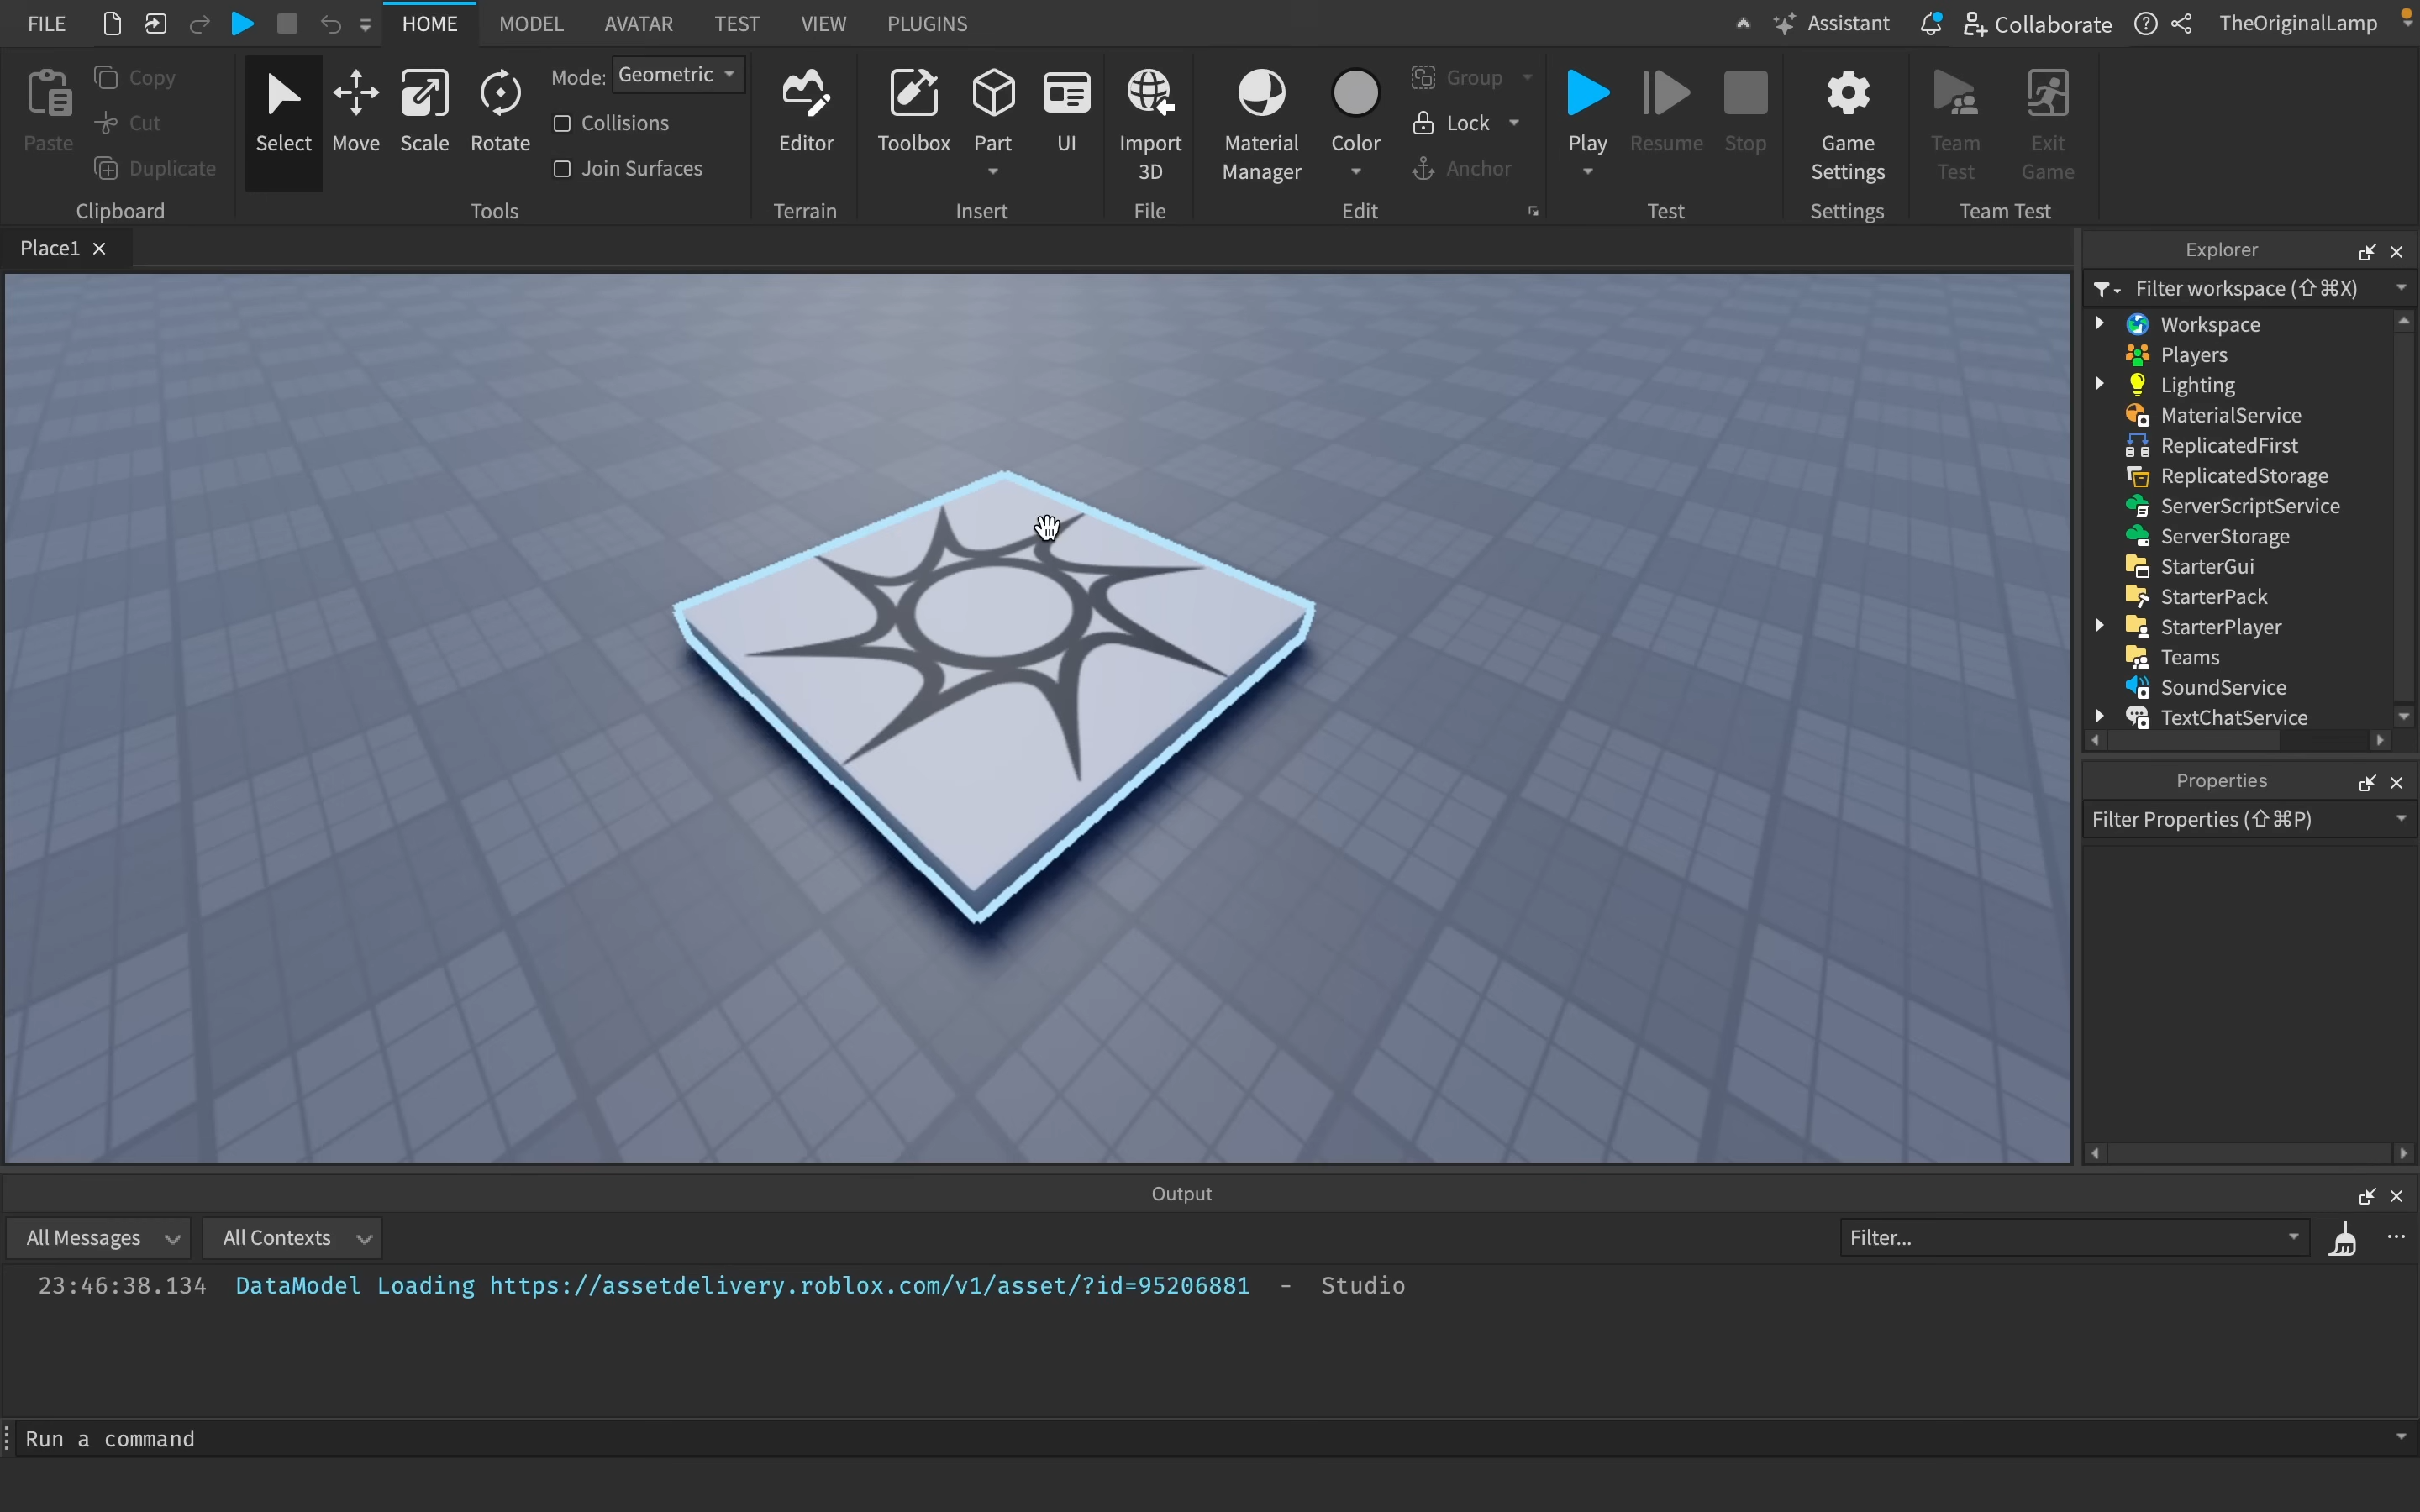 FILE HOME MODEL AVATAR TEST VIEW PLUGINS Assistant Collaborate TheOriginalLamp
Paste Copy Cut Duplicate
Clipboard
Select Move Scale Rotate
Mode: Geometric
Collisions
Join Surfaces
Tools
Editor
Terrain
Toolbox Part UI
Insert
Import
3D
File
Material
Manager
Color
Group
Lock
Anchor
Edit
Play Resume Stop
Test
Game
Settings
Settings
Team
Test
Exit
Game
Team Test
Place1
Explorer
Filter workspace (⇧⌘X)
Workspace
Players
Lighting
MaterialService
ReplicatedFirst
ReplicatedStorage
ServerScriptService
ServerStorage
StarterGui
StarterPack
StarterPlayer
Teams
SoundService
TextChatService
Properties
Filter Properties (⇧⌘P)
Output
All Messages All Contexts Filter...
23:46:38.134 DataModel Loading https://assetdelivery.roblox.com/v1/asset/?id=95206881 - Studio
Run a command